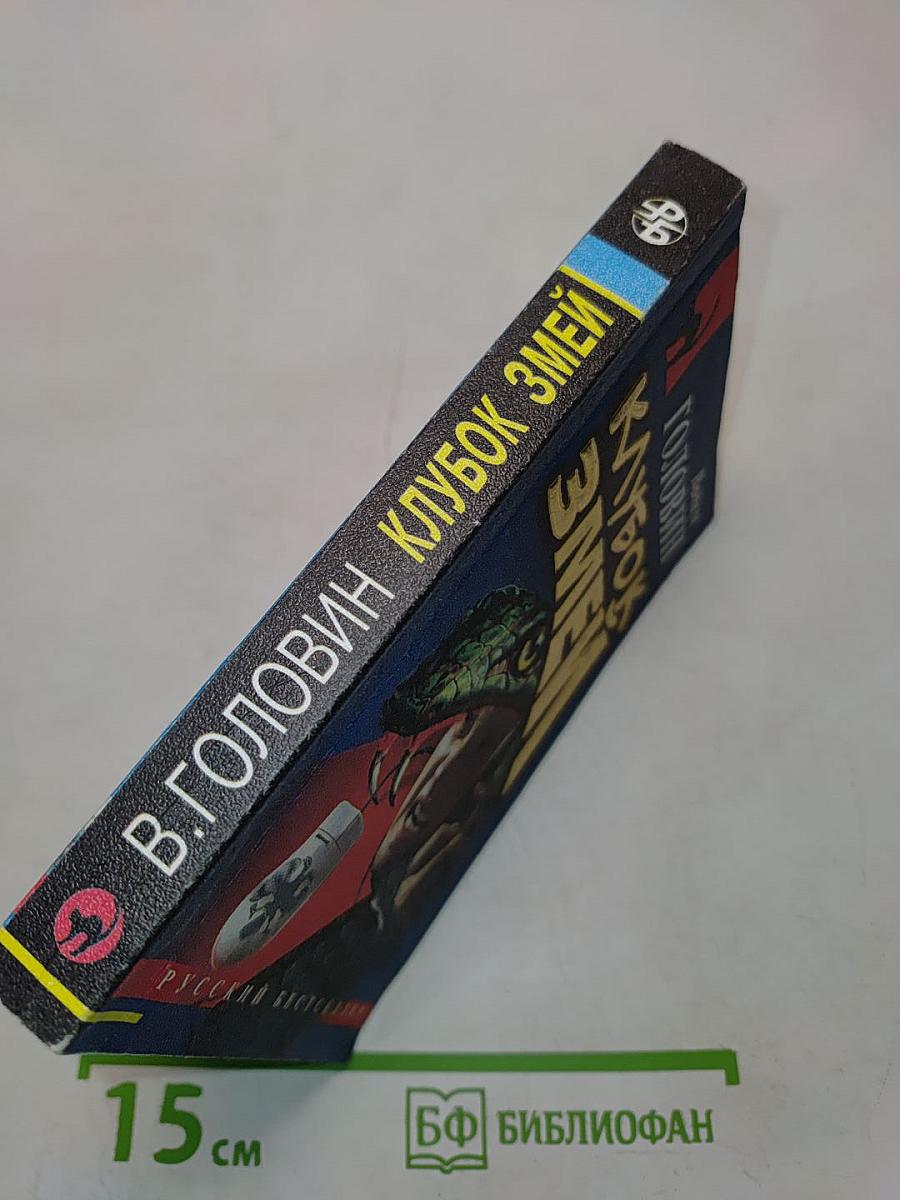 В.ГОЛОВИН КЛУБОК ЗМЕЙ
ГОЛОВИН
КЛУБОК
ЗМЕЙ
РУССКИЙ БЕСТСЕЛЛЕР
15 см
БФ БИБЛИОФАН